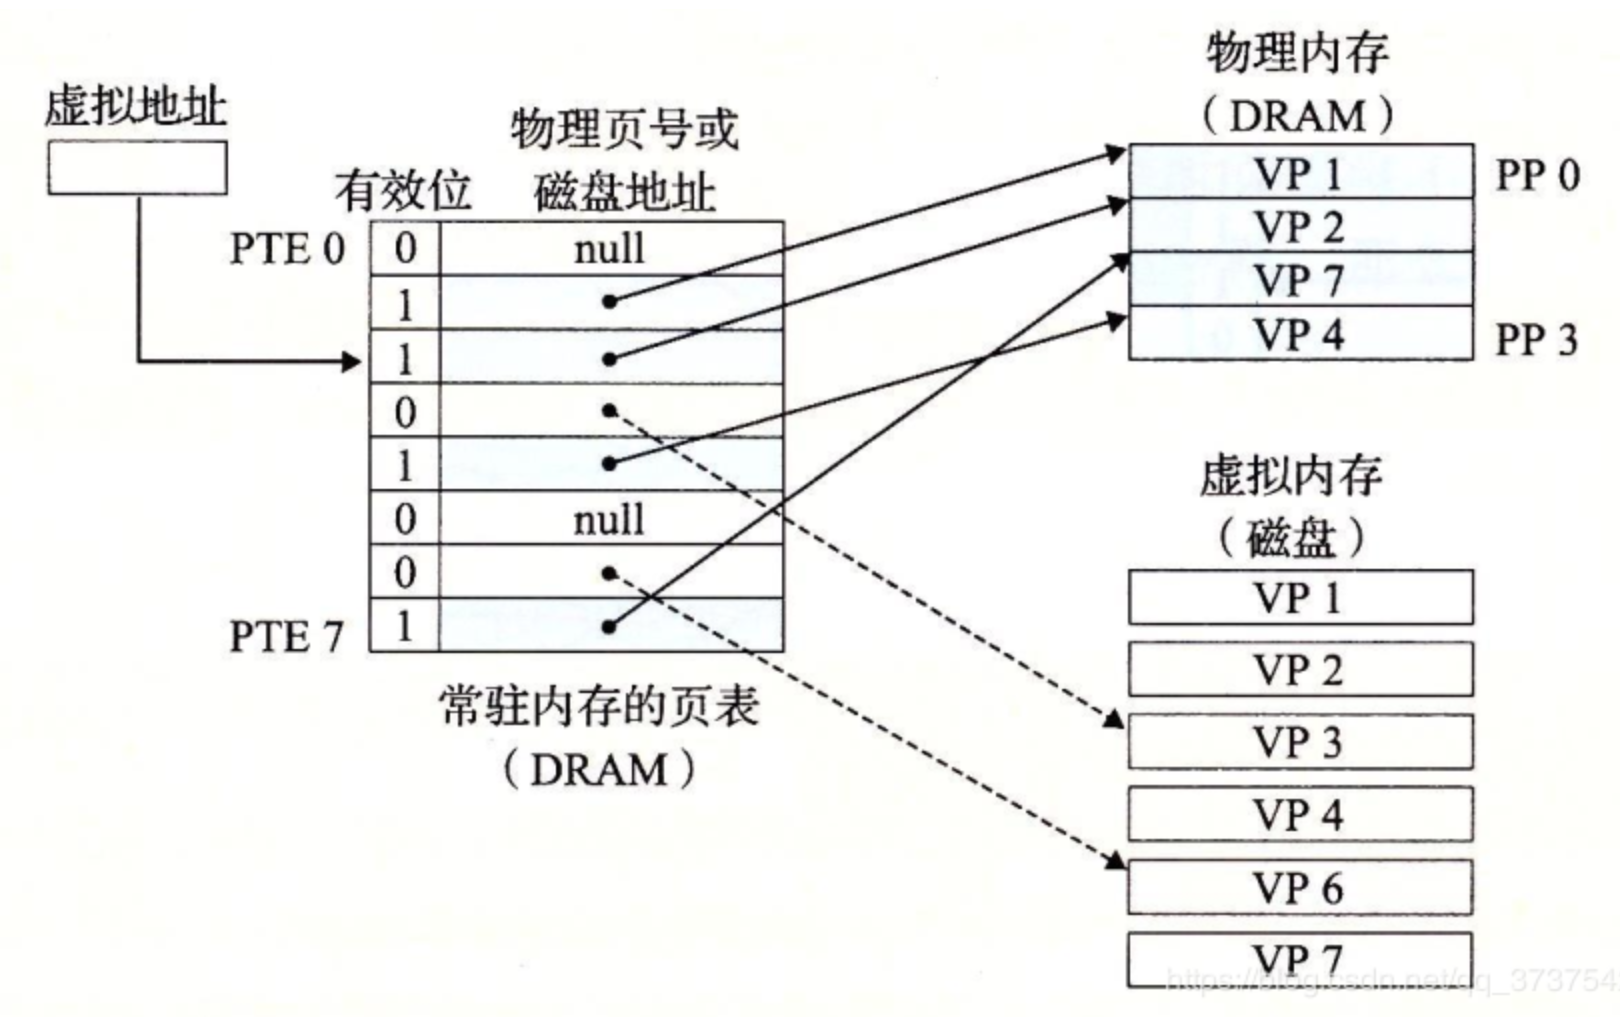 虚拟地址
有效位
物理页号或
磁盘地址
PTE 0
0
null
1
1
0
1
0
null
0
PTE 7
1
常驻内存的页表
（DRAM）
物理内存
（DRAM）
VP 1
PP 0
VP 2
VP 7
VP 4
PP 3
虚拟内存
（磁盘）
VP 1
VP 2
VP 3
VP 4
VP 6
VP 7
https://blog.csdn.net/qq_373754